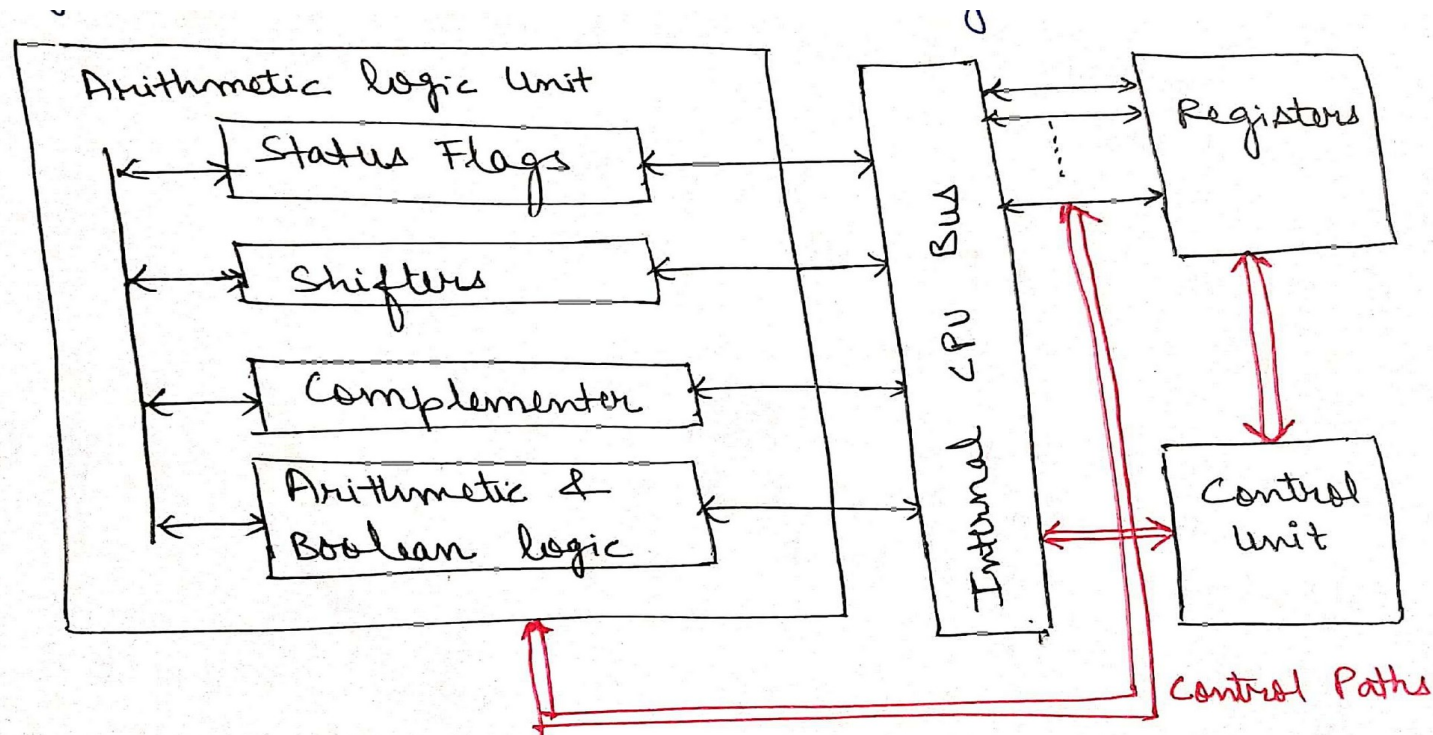 Arithmetic logic Unit
Status Flags
Shifters
Complementer
Arithmetic &
Boolean logic
Internal CPU Bus
Registers
Control
Unit
Control Paths